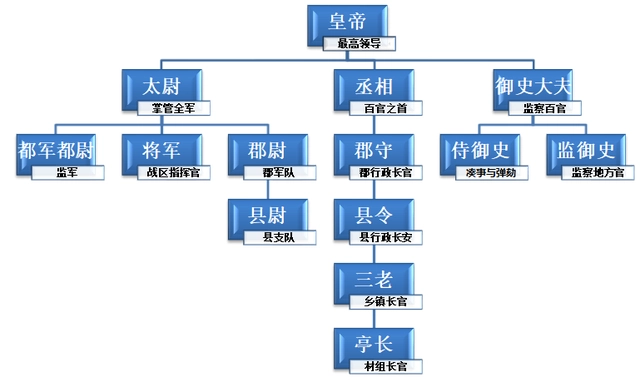 皇帝
最高领导
太尉
掌管全军
丞相
百官之首
御史大夫
监察百官
都军都尉
监军
将军
战区指挥官
郡尉
郡军队
郡守
郡行政长官
侍御史
凑事与弹劾
监御史
监察地方官
县尉
县支队
县令
县行政长安
三老
乡镇长官
亭长
材组长官